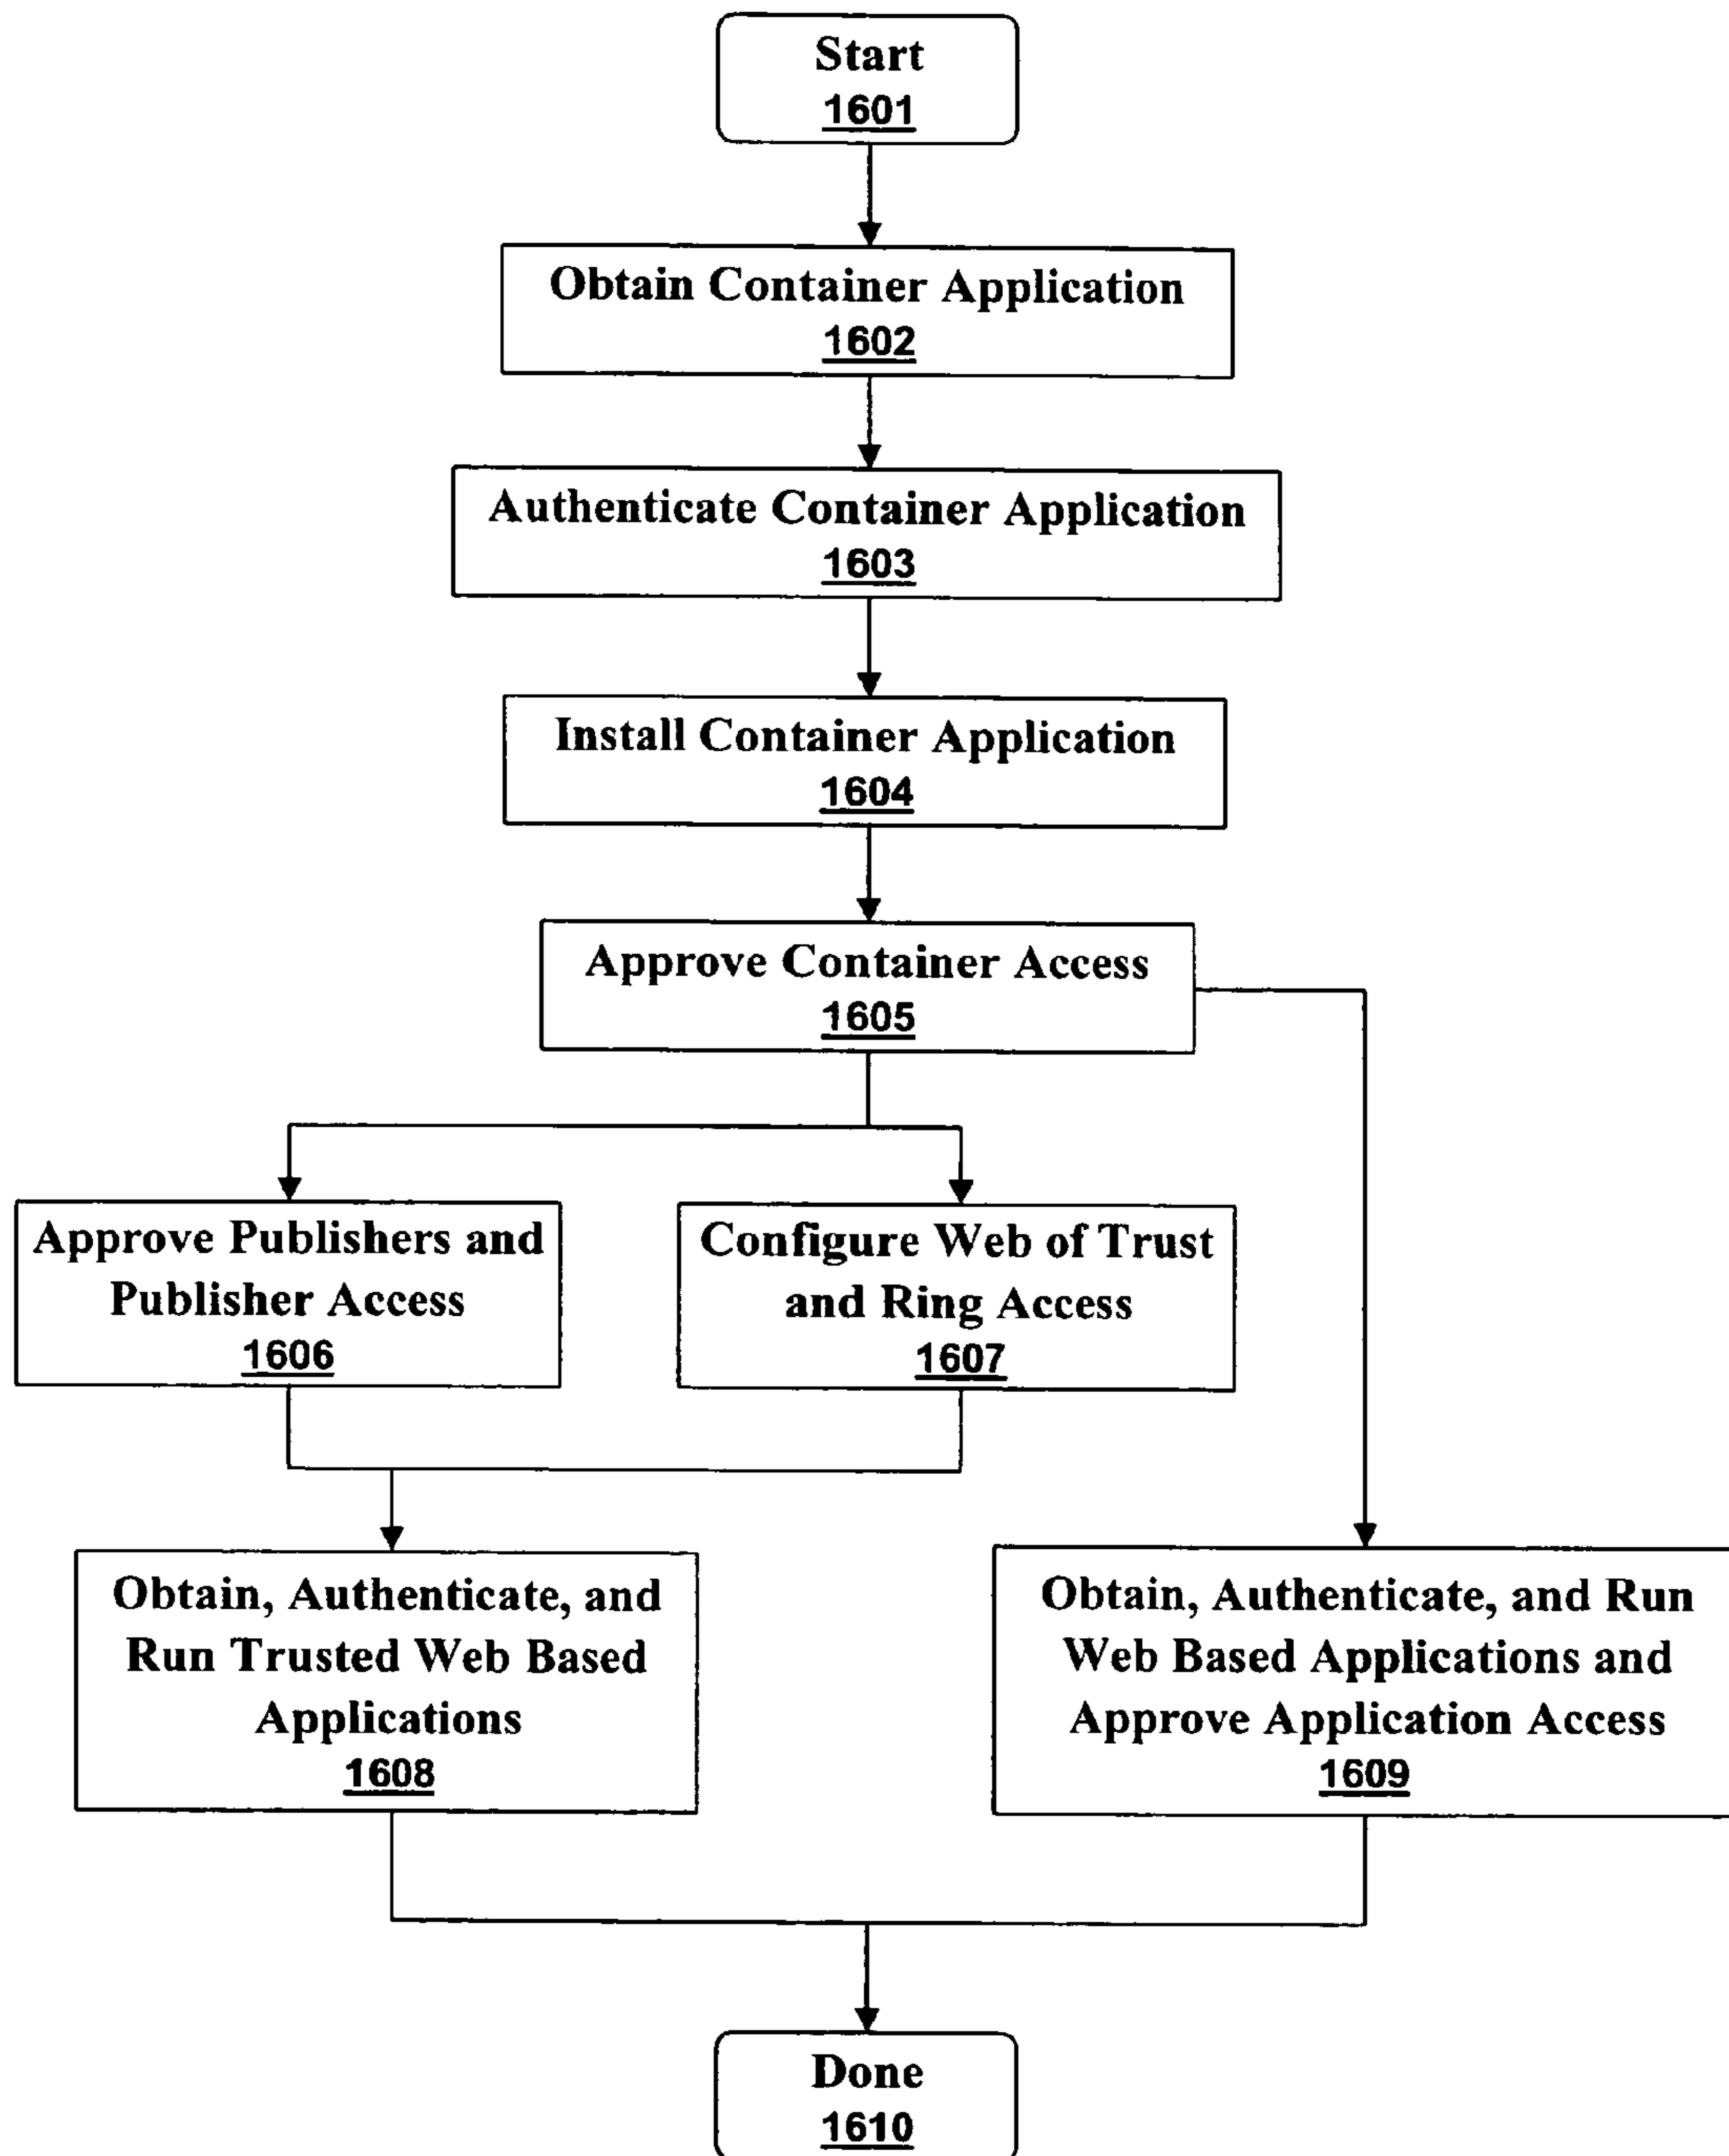 Start
1601
Obtain Container Application
1602
Authenticate Container Application
1603
Install Container Application
1604
Approve Container Access
1605
Approve Publishers and
Publisher Access
1606
Configure Web of Trust
and Ring Access
1607
Obtain, Authenticate, and
Run Trusted Web Based
Applications
1608
Obtain, Authenticate, and Run
Web Based Applications and
Approve Application Access
1609
Done
1610